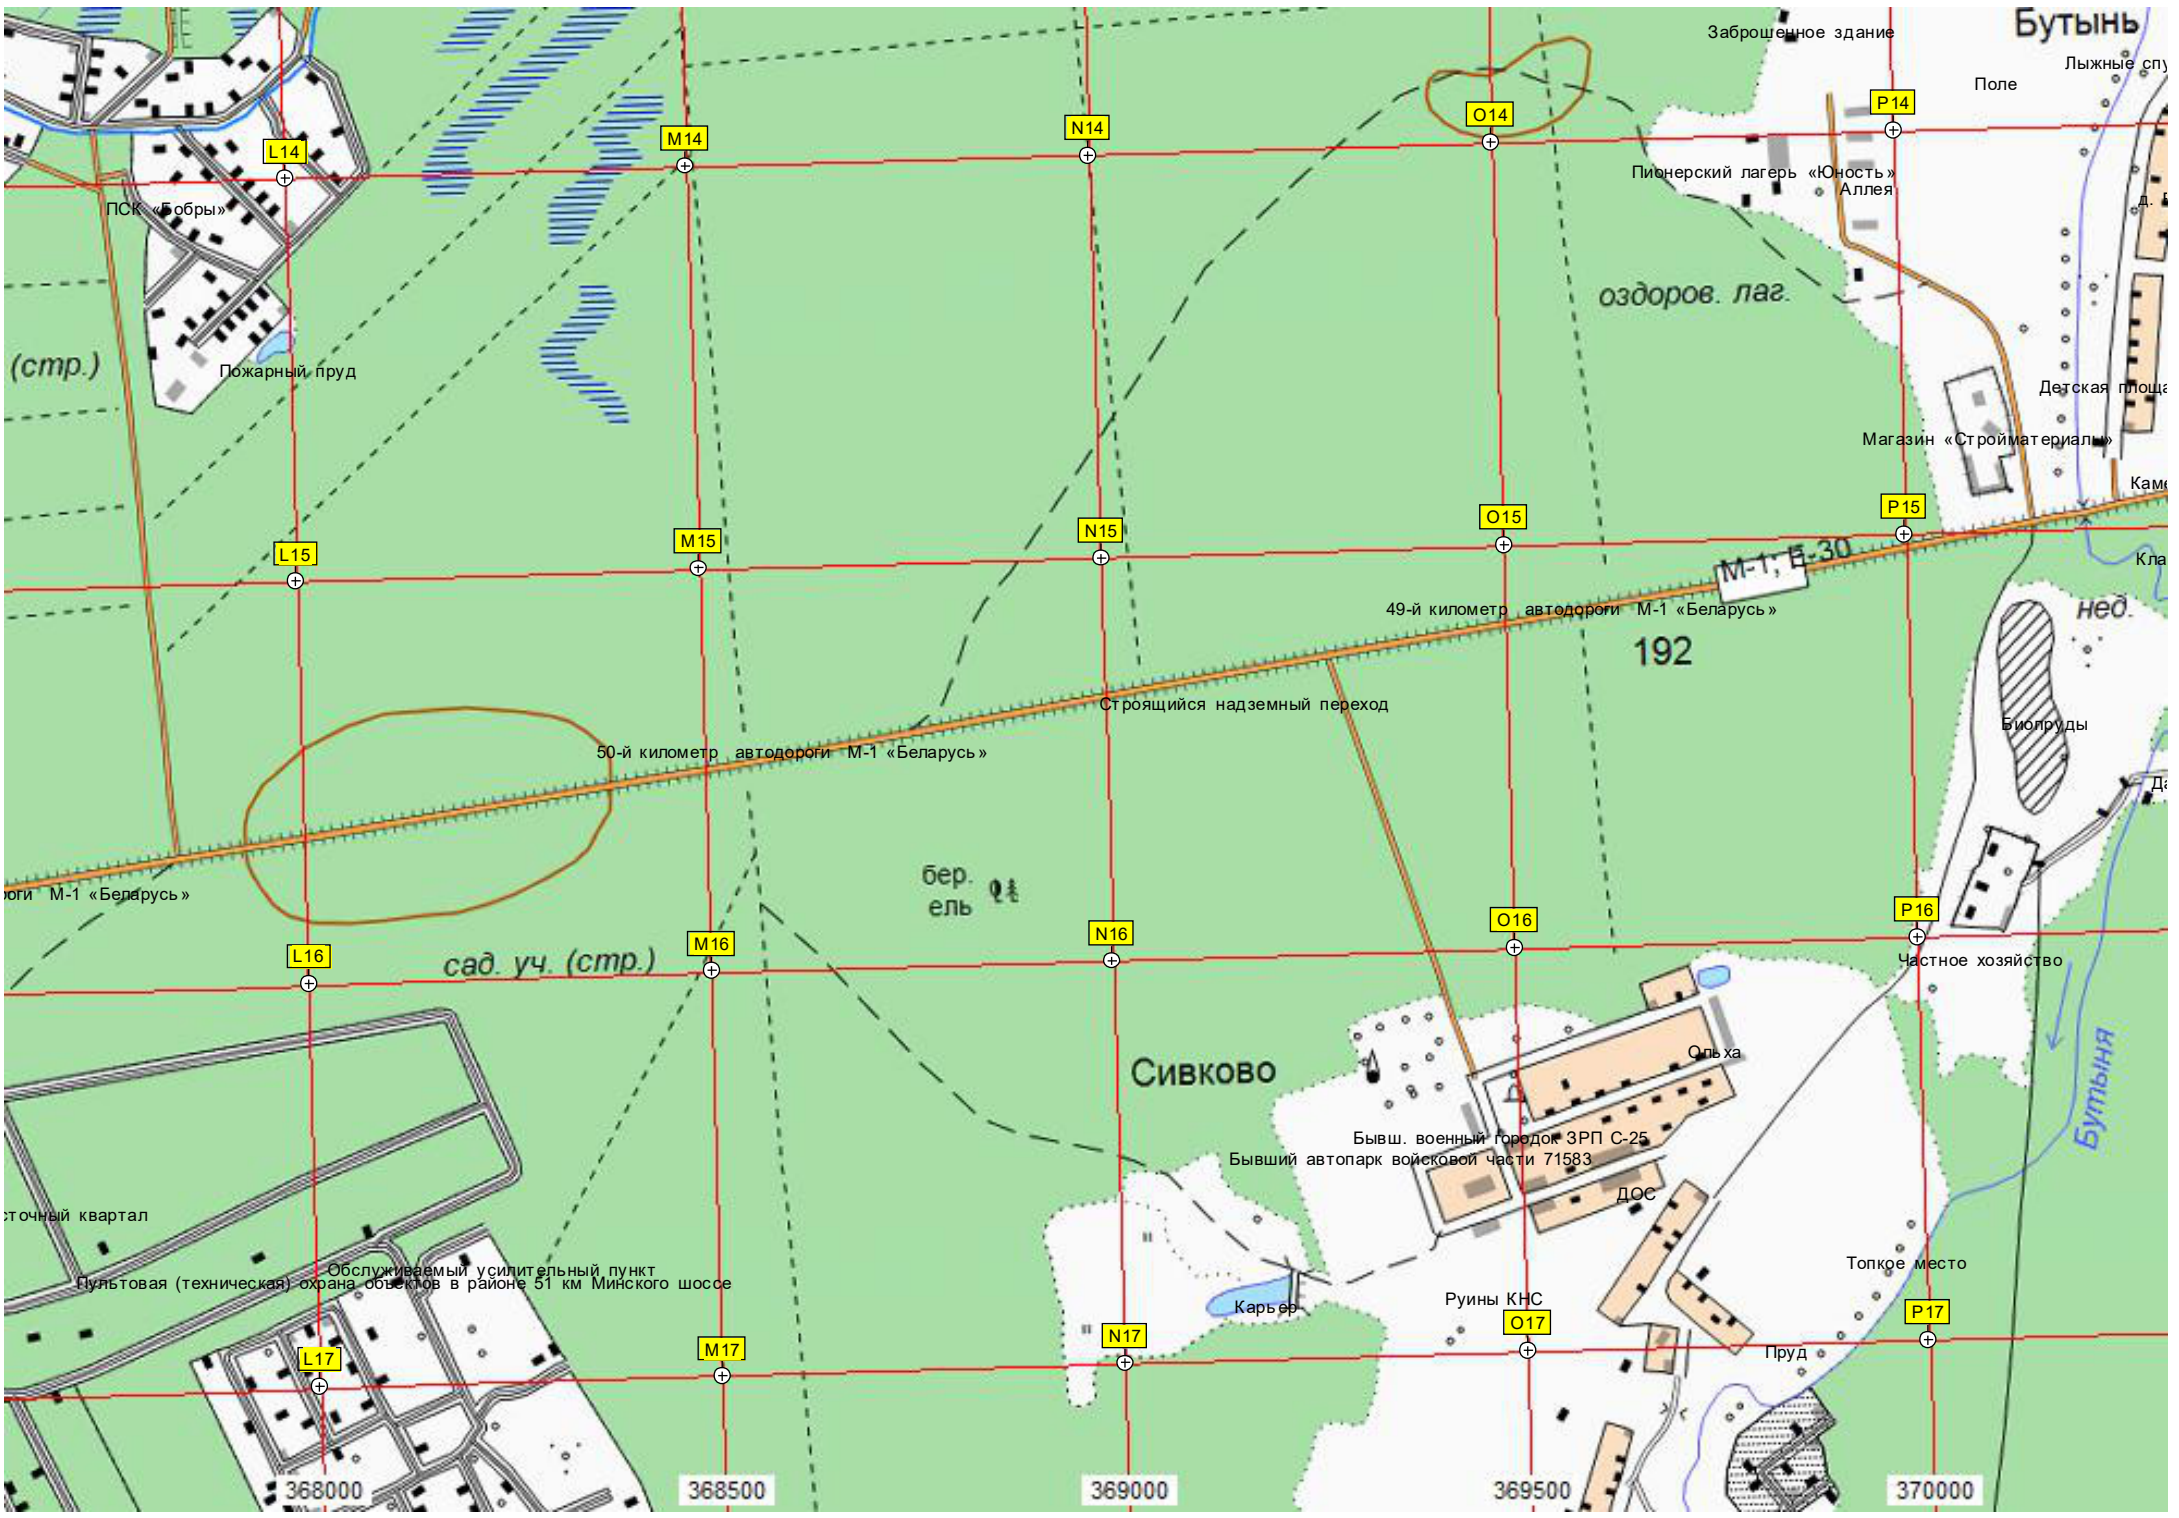 Бутынь
Заброшенное здание
Лыжные спу
Поле
P14
O14
N14
M14
L14
Пионерский лагерь «Юность»
Аллея
д.
ПСК «Бобры»
оздоров. лаг.
(стр.)
Пожарный пруд
Детская площа
Магазин «Стройматериалы»
Каме
P15
O15
N15
M15
L15
М-1; Е-30
Кла
49-й километр автодороги М-1 «Беларусь»
нед.
192
Строящийся надземный переход
Биопруды
50-й километр автодороги М-1 «Беларусь»
Да
бер.
ель
роги М-1 «Беларусь»
P16
O16
N16
M16
L16
сад. уч. (стр.)
Частное хозяйство
Сивково
Ольха
Бутыня
Бывш. военный городок ЗРП С-25
Бывший автопарк войсковой части 71583
ДОС
сточный квартал
Обслуживаемый усилительный пункт
Пультовая (техническая) охрана объектов в районе 51 км Минского шоссе
Топкое место
Карьер
Руины КНС
P17
O17
N17
M17
L17
Пруд
368000
368500
369000
369500
370000